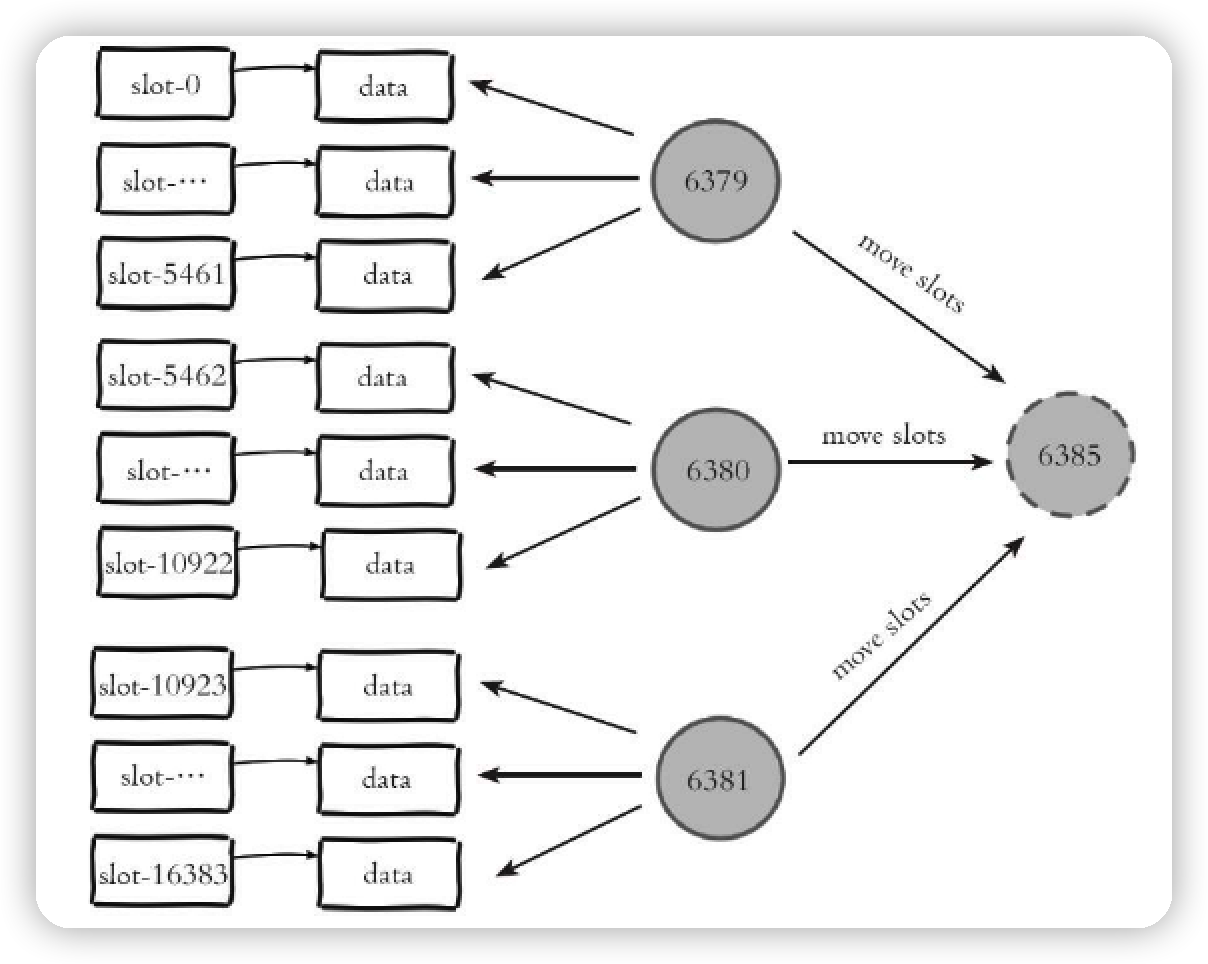 slot-0 data
slot-··· data
slot-5461 data
6379
move slots
slot-5462 data
slot-··· data
slot-10922 data
6380
move slots
6385
slot-10923 data
slot-··· data
slot-16383 data
6381
move slots